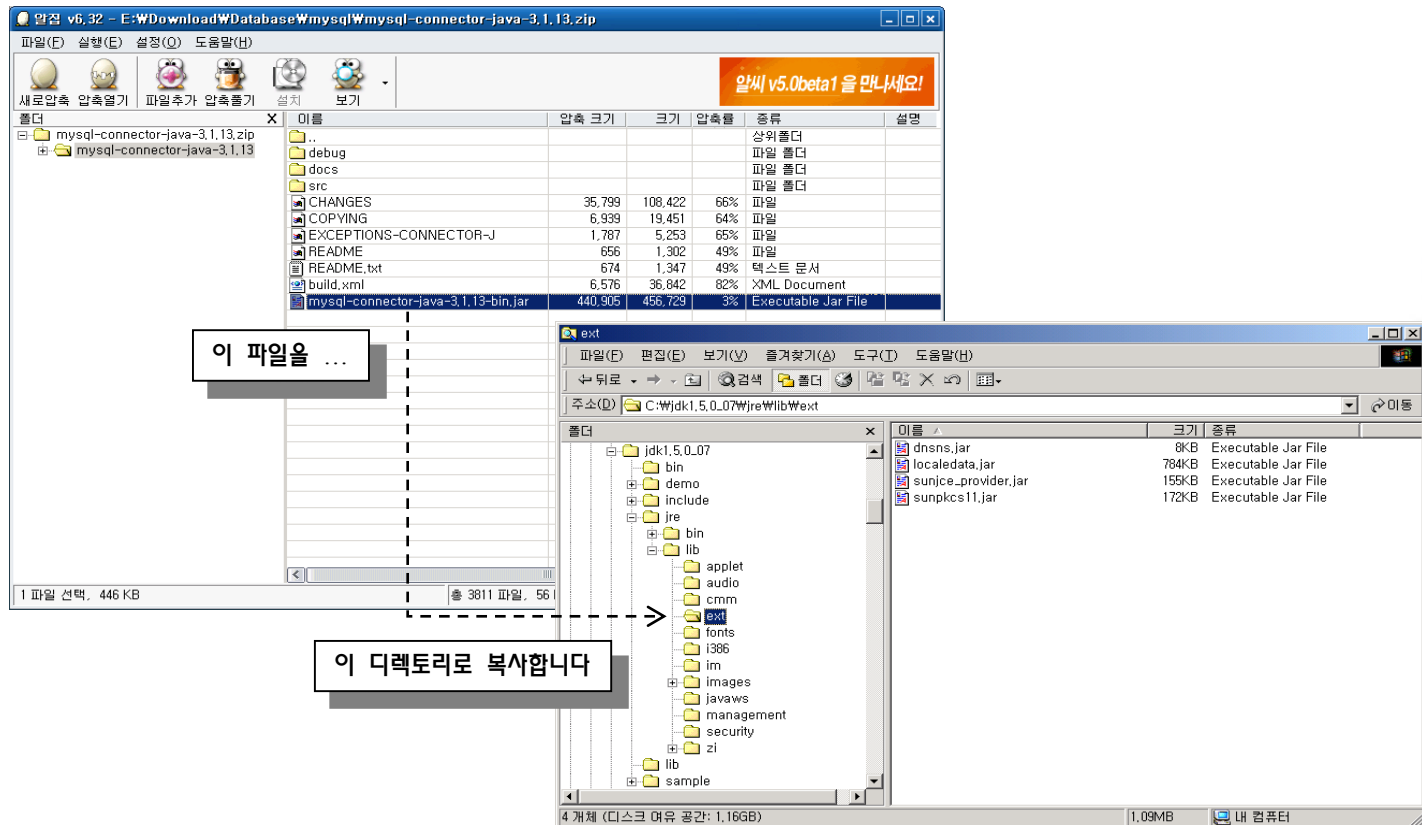 알집 v6.32 - E:₩Download₩Database₩mysql₩mysql-connector-java-3.1.13.zip
파일(F) 실행(E) 설정(O) 도움말(H)
새로압축 압축열기 파일추가 압축풀기 설치 보기
알씨 v5.0beta1 을 만나세요!
폴더 X
mysql-connector-java-3.1.13.zip
mysql-connector-java-3.1.13
이름 압축 크기 크기 압축률 종류 설명
.. 상위폴더
debug 파일 폴더
docs 파일 폴더
src 파일 폴더
CHANGES 35,799 108,422 66% 파일
COPYING 6,939 19,451 64% 파일
EXCEPTIONS-CONNECTOR-J 1,787 5,253 65% 파일
README 656 1,302 49% 파일
README.txt 674 1,347 49% 텍스트 문서
build.xml 6,576 36,842 82% XML Document
mysql-connector-java-3.1.13-bin.jar 440,905 456,729 3% Executable Jar File
이 파일을 ...
1 파일 선택, 446 KB
총 3811 파일, 56
이 디렉토리로 복사합니다
ext
파일(F) 편집(E) 보기(V) 즐겨찾기(A) 도구(T) 도움말(H)
뒤로 검색 폴더
주소(D) C:₩jdk1.5.0_07₩jre₩lib₩ext 이동
폴더 x
jdk1.5.0_07
bin
demo
include
jre
bin
lib
applet
audio
cmm
ext
fonts
i386
im
images
javaws
management
security
zi
lib
sample
이름 크기 종류
dnsns.jar 8KB Executable Jar File
localedata.jar 784KB Executable Jar File
sunjce_provider.jar 155KB Executable Jar File
sunpkcs11.jar 172KB Executable Jar File
4 개체 (디스크 여유 공간: 1.16GB) 1.09MB 내 컴퓨터